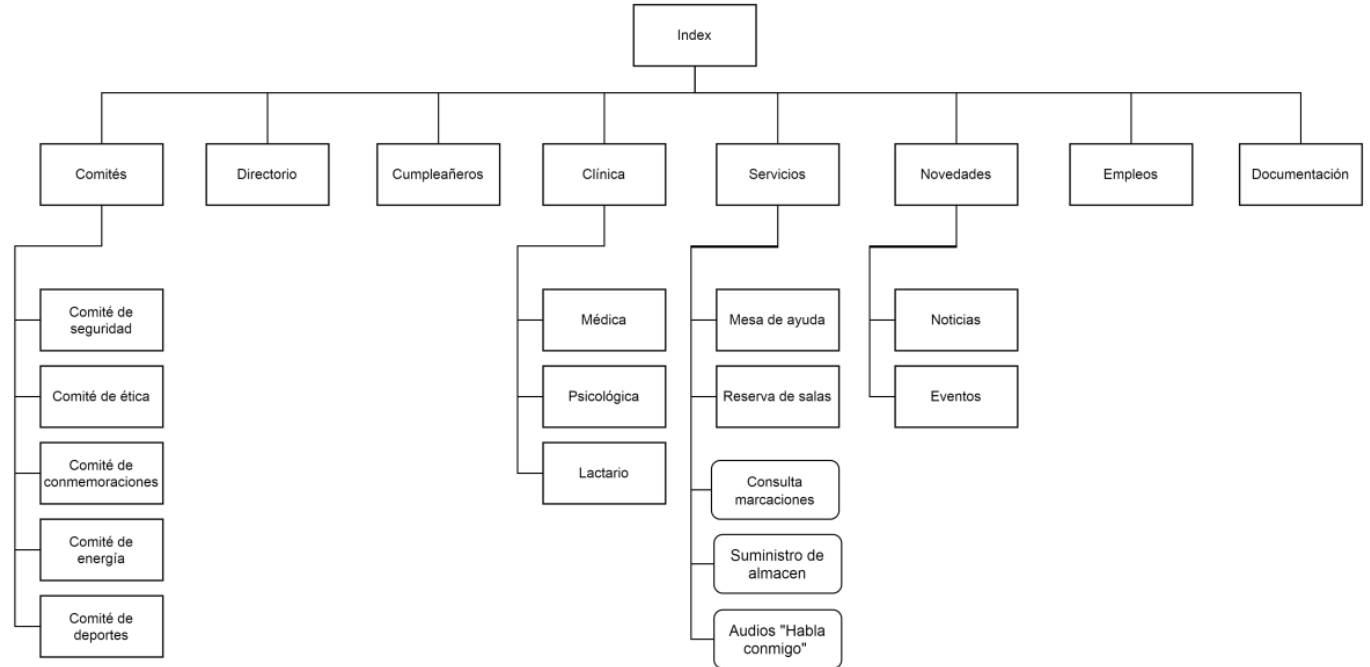 Index
Comités
Directorio
Cumpleañeros
Clínica
Servicios
Novedades
Empleos
Documentación
Comité de
seguridad
Comité de ética
Comité de
conmemoraciones
Comité de
energía
Comité de
deportes
Médica
Psicológica
Lactario
Mesa de ayuda
Reserva de salas
Consulta
marcaciones
Suministro de
almacen
Audios "Habla
conmigo"
Noticias
Eventos